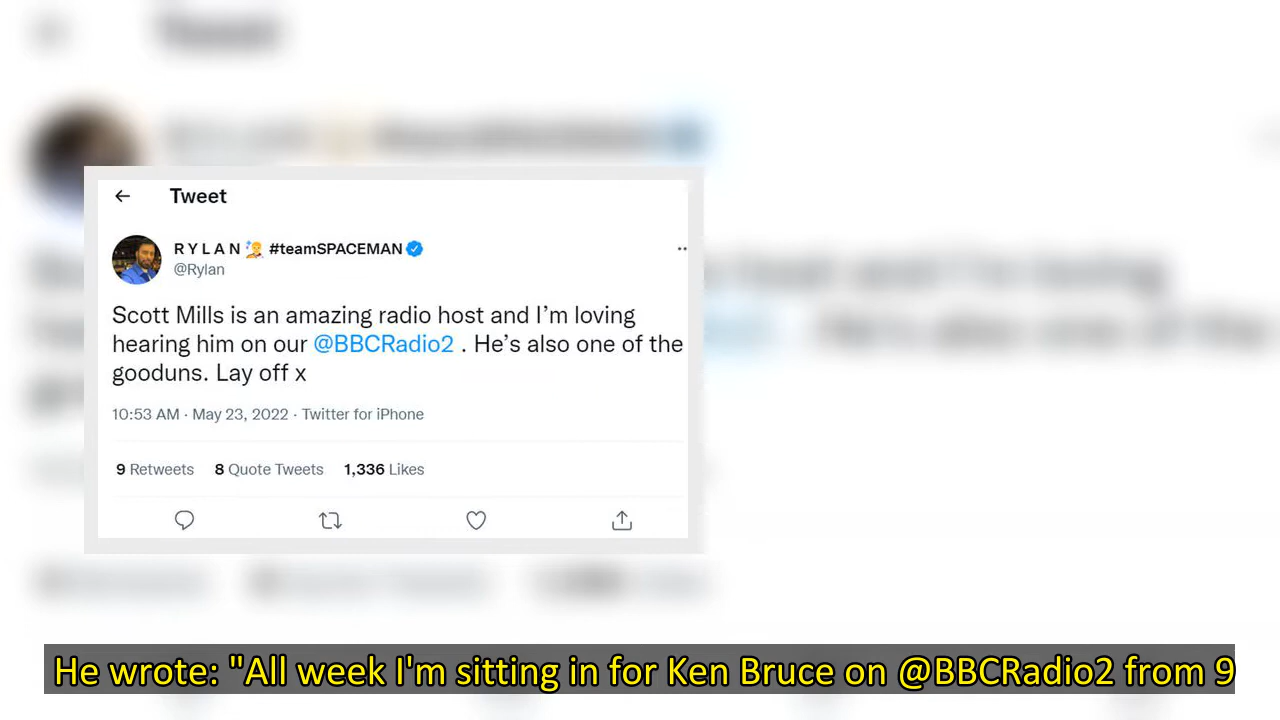 Tweet
R Y L A N #teamSPACEMAN
@Rylan
Scott Mills is an amazing radio host and I’m loving
hearing him on our @BBCRadio2 . He’s also one of the
gooduns. Lay off x
10:53 AM · May 23, 2022 · Twitter for iPhone
9 Retweets 8 Quote Tweets 1,336 Likes
He wrote: "All week I'm sitting in for Ken Bruce on @BBCRadio2 from 9